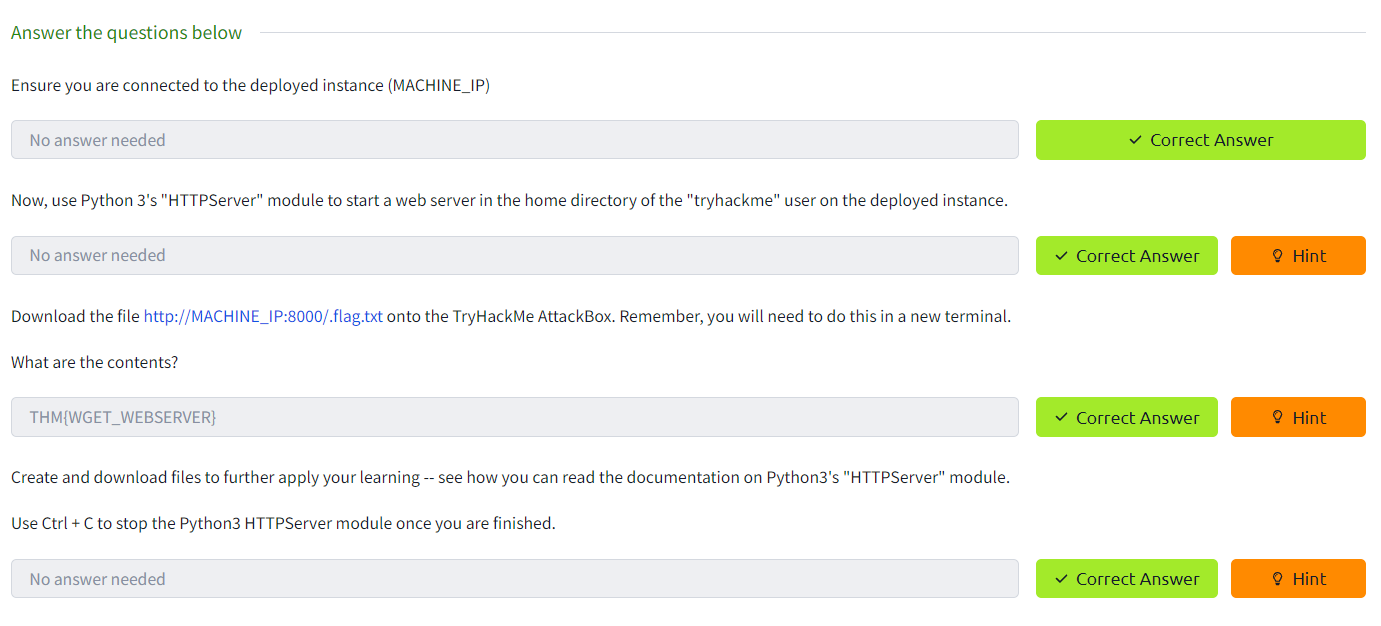 Answer the questions below
Ensure you are connected to the deployed instance (MACHINE_IP)
No answer needed
Correct Answer
Now, use Python 3's "HTTPServer" module to start a web server in the home directory of the "tryhackme" user on the deployed instance.
No answer needed
Correct Answer
Hint
Download the file http://MACHINE_IP:8000/.flag.txt onto the TryHackMe AttackBox. Remember, you will need to do this in a new terminal.
What are the contents?
THM{WGET_WEBSERVER}
Correct Answer
Hint
Create and download files to further apply your learning -- see how you can read the documentation on Python3's "HTTPServer" module.
Use Ctrl + C to stop the Python3 HTTPServer module once you are finished.
No answer needed
Correct Answer
Hint